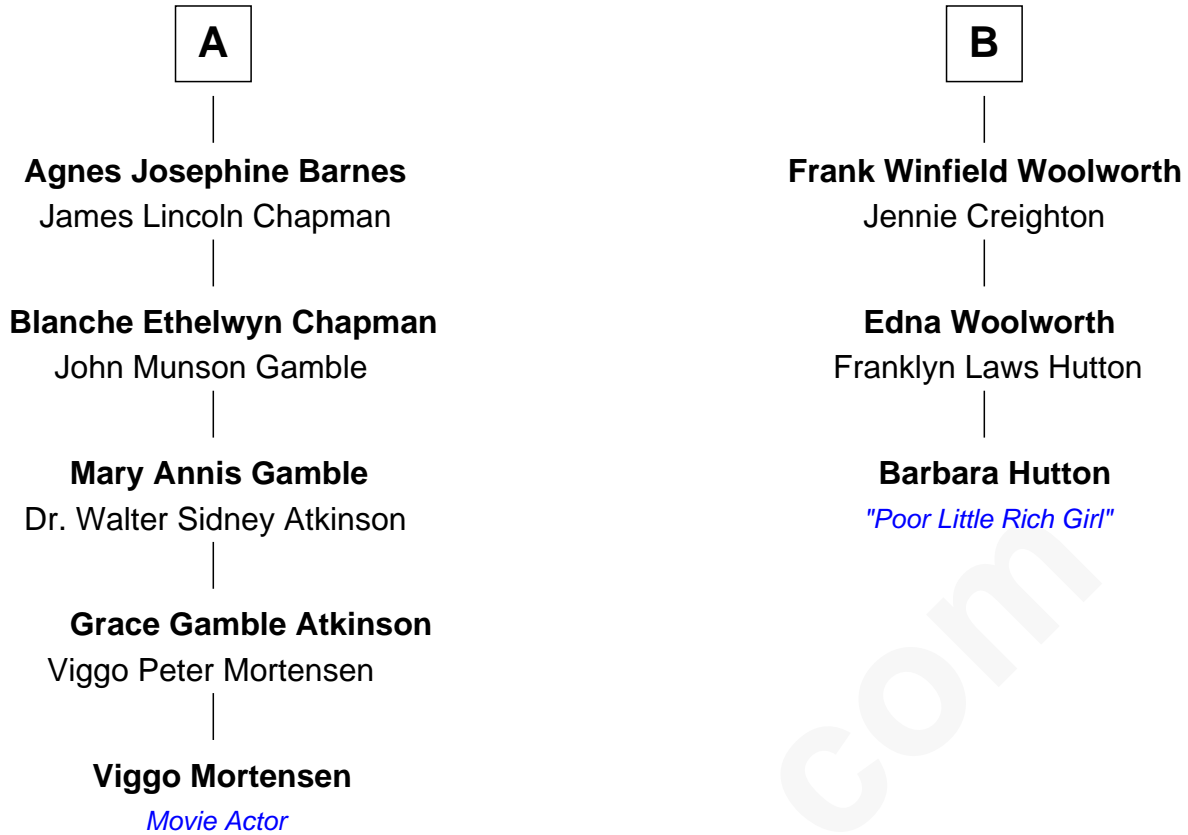 A
Agnes Josephine Barnes
James Lincoln Chapman
Blanche Ethelwyn Chapman
John Munson Gamble
Mary Annis Gamble
Dr. Walter Sidney Atkinson
Grace Gamble Atkinson
Viggo Peter Mortensen
Viggo Mortensen
Movie Actor
B
Frank Winfield Woolworth
Jennie Creighton
Edna Woolworth
Franklyn Laws Hutton
Barbara Hutton
"Poor Little Rich Girl"
com